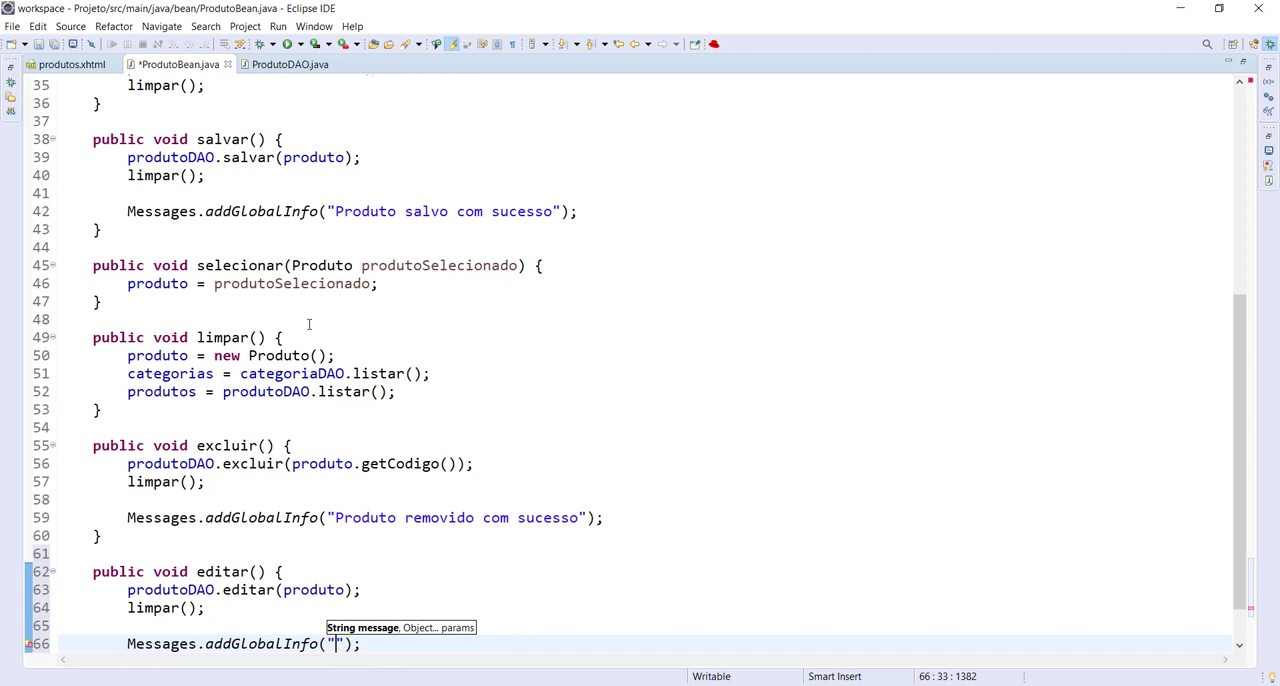 workspace - Projeto/src/main/java/bean/ProdutoBean.java - Eclipse IDE
File Edit Source Refactor Navigate Search Project Run Window Help
produtos.xhtml *ProdutoBean.java ProdutoDAO.java
35 limpar();
36 }
37
38 public void salvar() {
39 produtoDAO.salvar(produto);
40 limpar();
41
42 Messages.addGlobalInfo("Produto salvo com sucesso");
43 }
44
45 public void selecionar(Produto produtoSelecionado) {
46 produto = produtoSelecionado;
47 }
48
49 public void limpar() {
50 produto = new Produto();
51 categorias = categoriaDAO.listar();
52 produtos = produtoDAO.listar();
53 }
54
55 public void excluir() {
56 produtoDAO.excluir(produto.getCodigo());
57 limpar();
58
59 Messages.addGlobalInfo("Produto removido com sucesso");
60 }
61
62 public void editar() {
63 produtoDAO.editar(produto);
64 limpar();
65
String message, Object... params
66 Messages.addGlobalInfo("");
Writable Smart Insert 66 : 33 : 1382